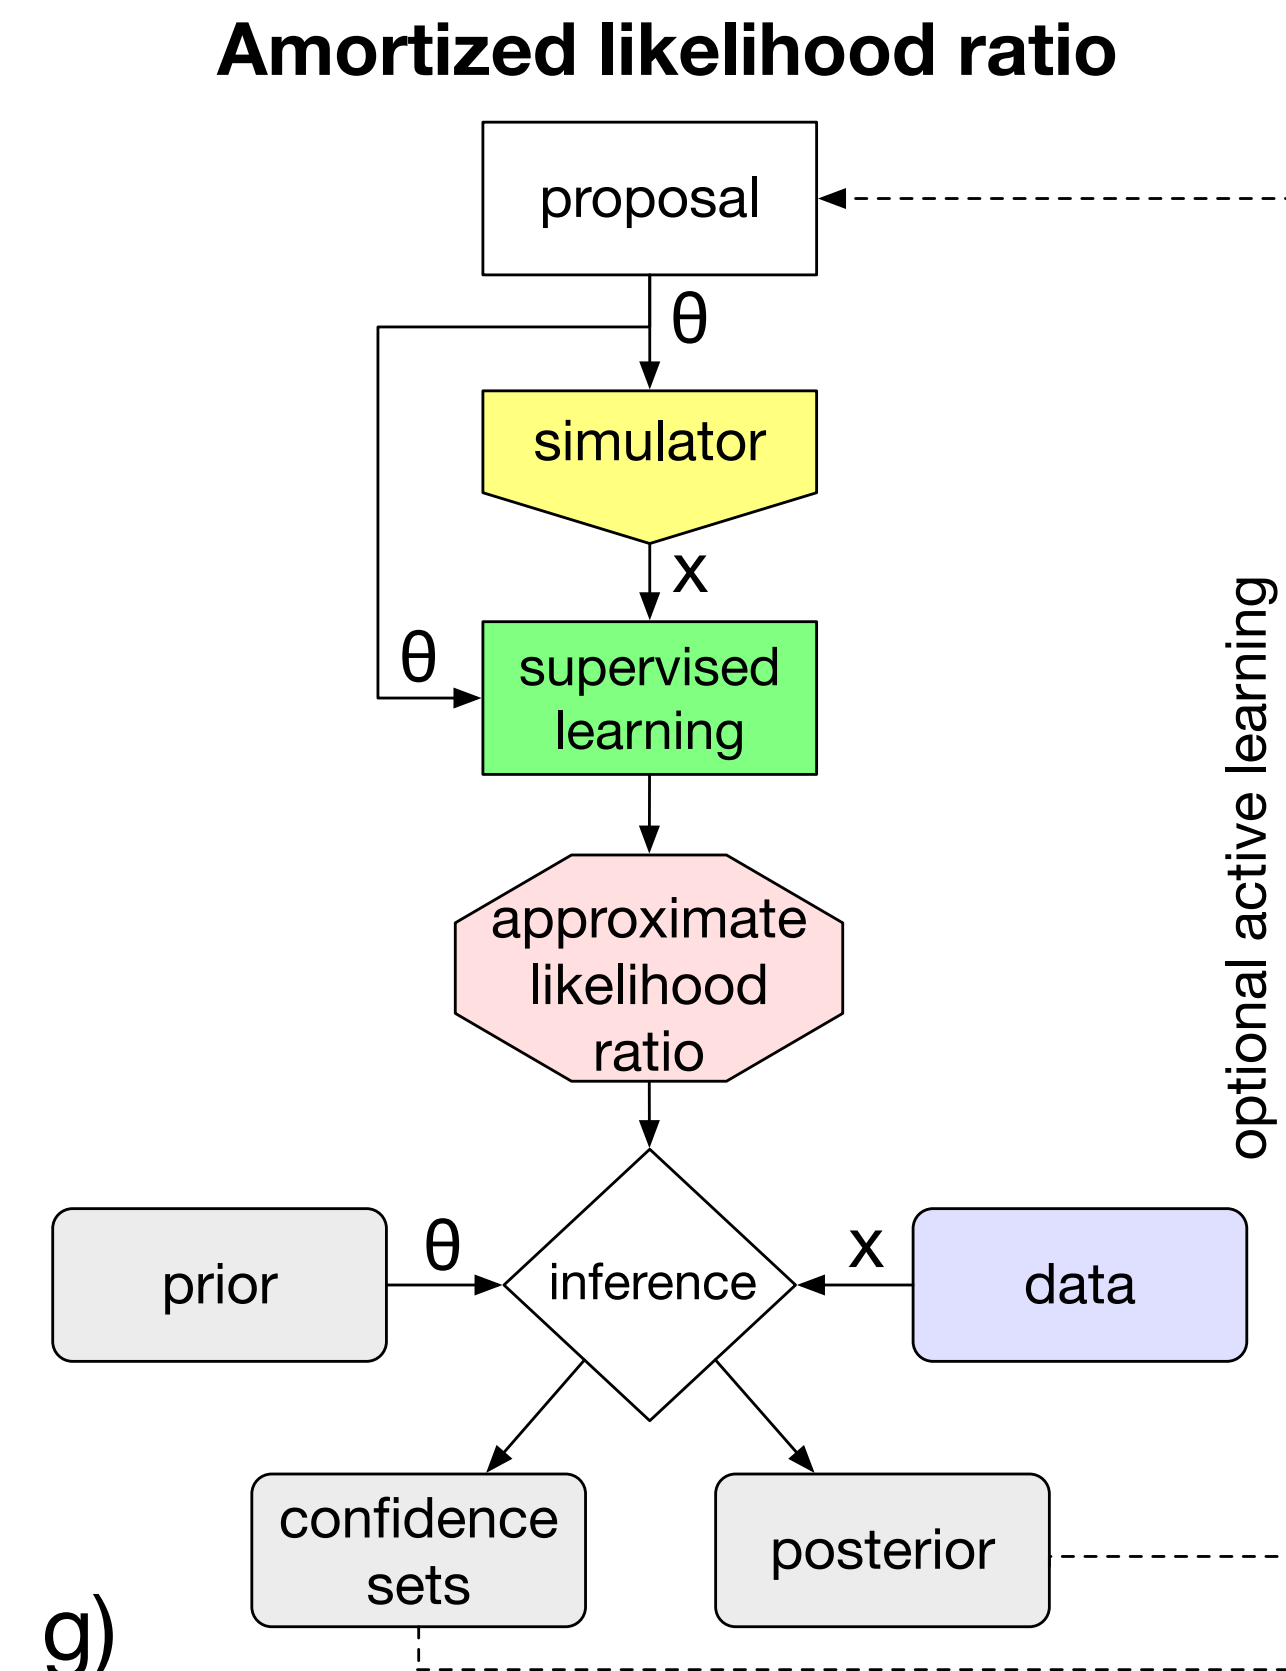 Amortized likelihood ratio
proposal
θ
simulator
x
θ
supervised
learning
approximate
likelihood
ratio
optional active learning
prior
θ
inference
x
data
confidence
sets
posterior
g)